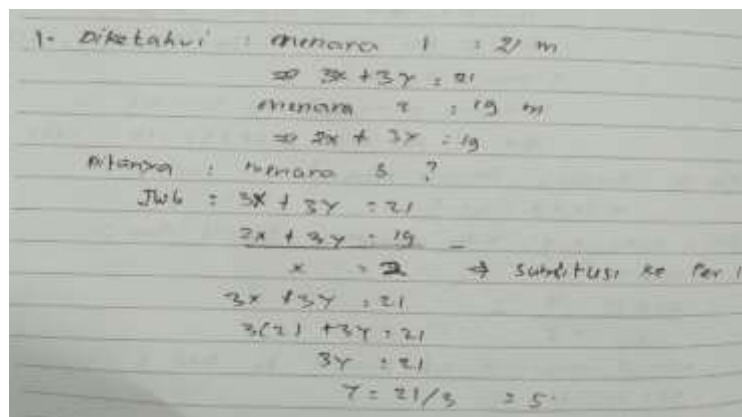 1. Diketahui : menara 1 : 21 m
⇒ 3x + 3y = 21
menara 2 : 19 m
⇒ 2x + 3y = 19
Ditanya : menara 3 ?
Jwb : 3x + 3y = 21
2x + 3y = 19 -
x = 2 → substitusi ke Per 1
3x + 3y = 21
3(2) + 3y = 21
3y = 21
y = 21/3 = 5